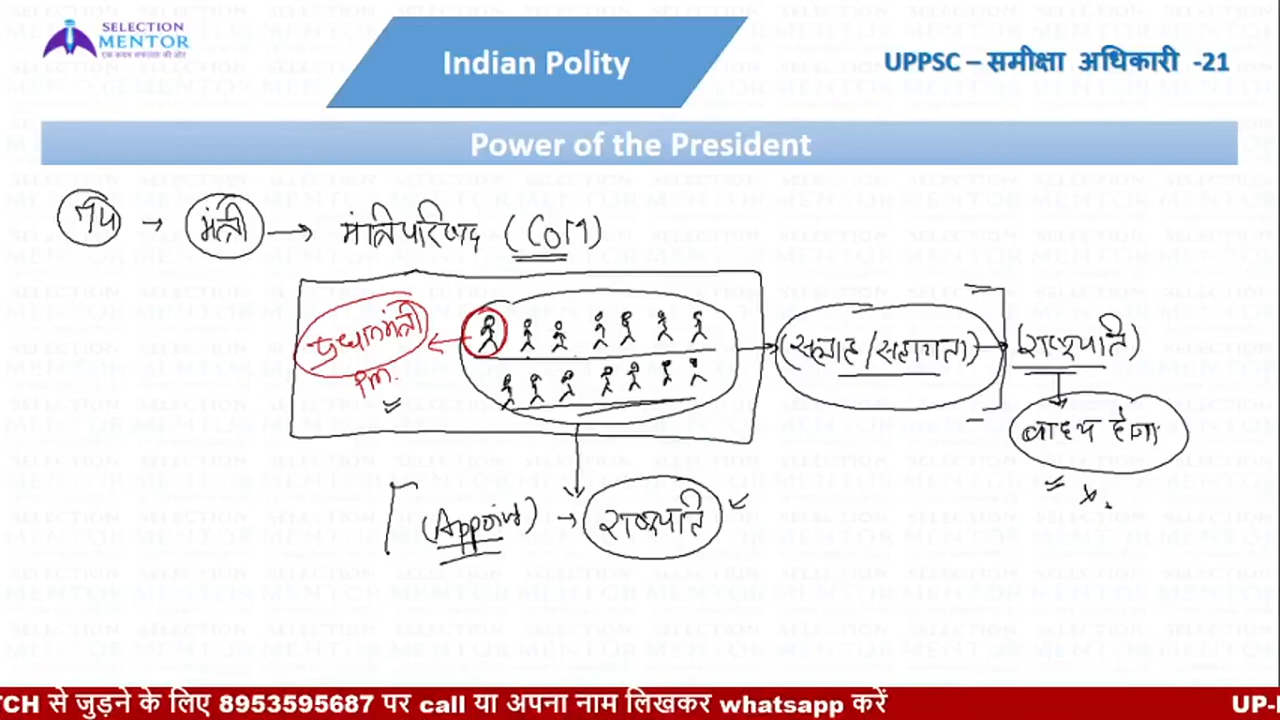 SELECTION
MENTOR
Indian Polity
UPPSC – समीक्षा अधिकारी -21
Power of the President
74 → मंत्री → मंत्रिपरिषद (COM)
प्रधानमंत्री
PM.
सलाह/सहायता
राष्ट्रपति
बाध्य होगा
(Appoint) → राष्ट्रपति
TCH से जुड़ने के लिए 8953595687 पर call या अपना नाम लिखकर whatsapp करें
UP-